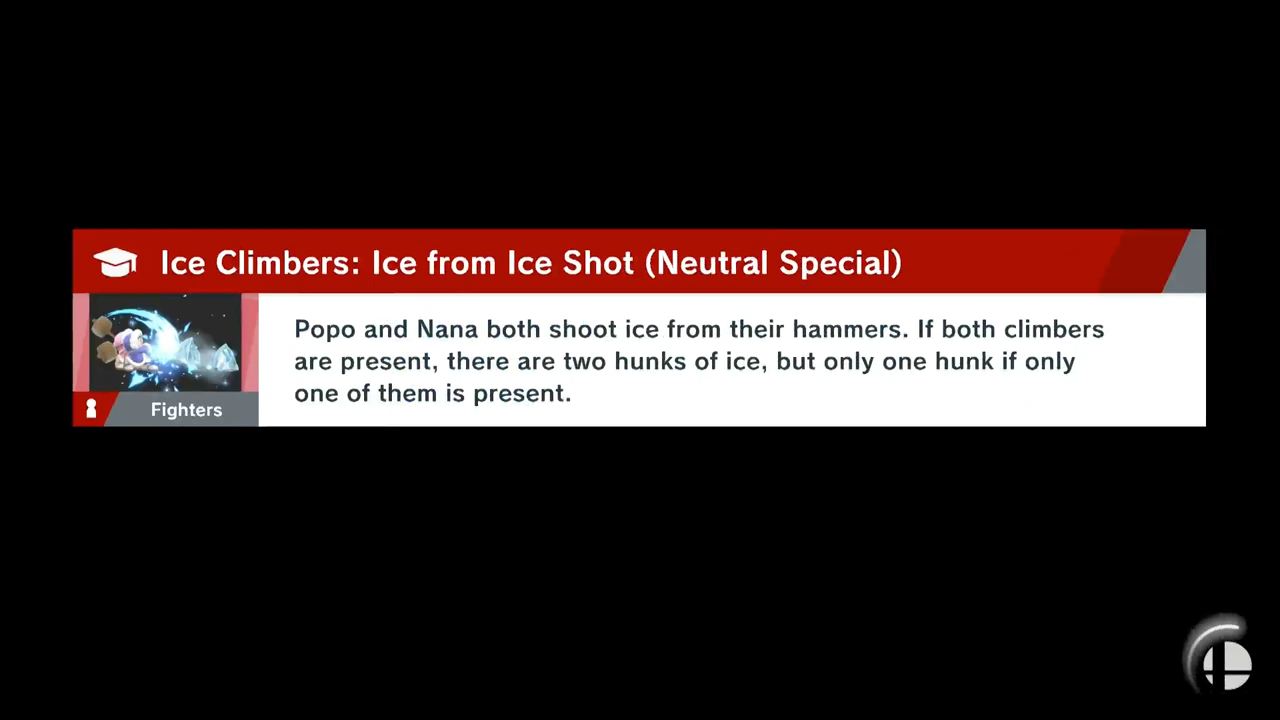 Ice Climbers: Ice from Ice Shot (Neutral Special)
Popo and Nana both shoot ice from their hammers. If both climbers
are present, there are two hunks of ice, but only one hunk if only
one of them is present.
Fighters